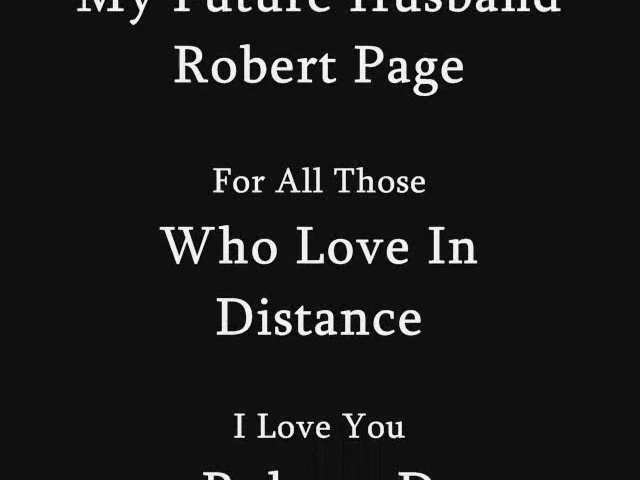 My Future Husband
Robert Page
For All Those
Who Love In
Distance
I Love You